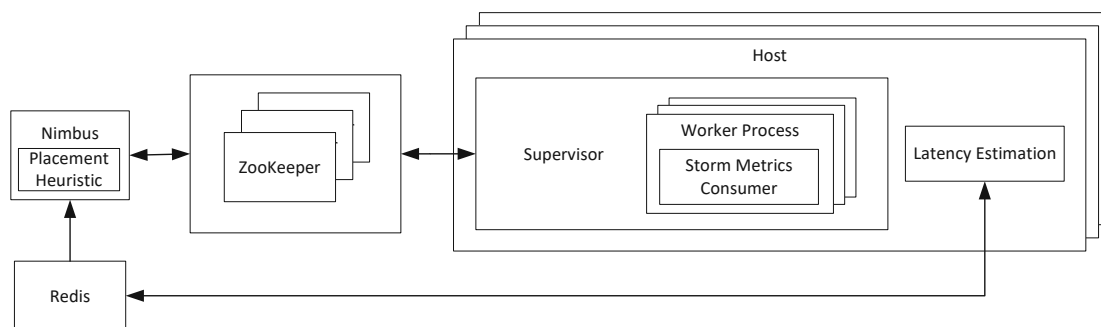 Host
Nimbus
Placement
Heuristic
ZooKeeper
Supervisor
Worker Process
Storm Metrics
Consumer
Latency Estimation
Redis